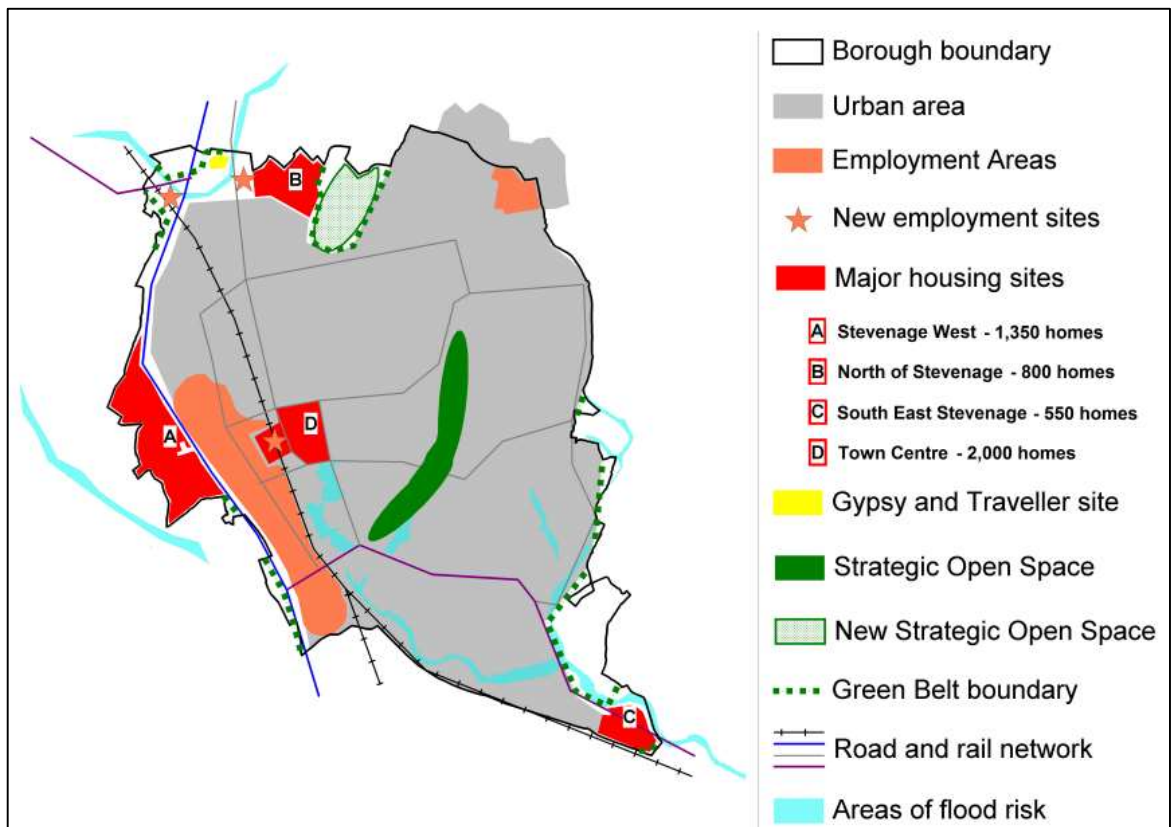 B
A
D
C
Borough boundary
Urban area
Employment Areas
New employment sites
Major housing sites
A Stevenage West - 1,350 homes
B North of Stevenage - 800 homes
C South East Stevenage - 550 homes
D Town Centre - 2,000 homes
Gypsy and Traveller site
Strategic Open Space
New Strategic Open Space
Green Belt boundary
Road and rail network
Areas of flood risk